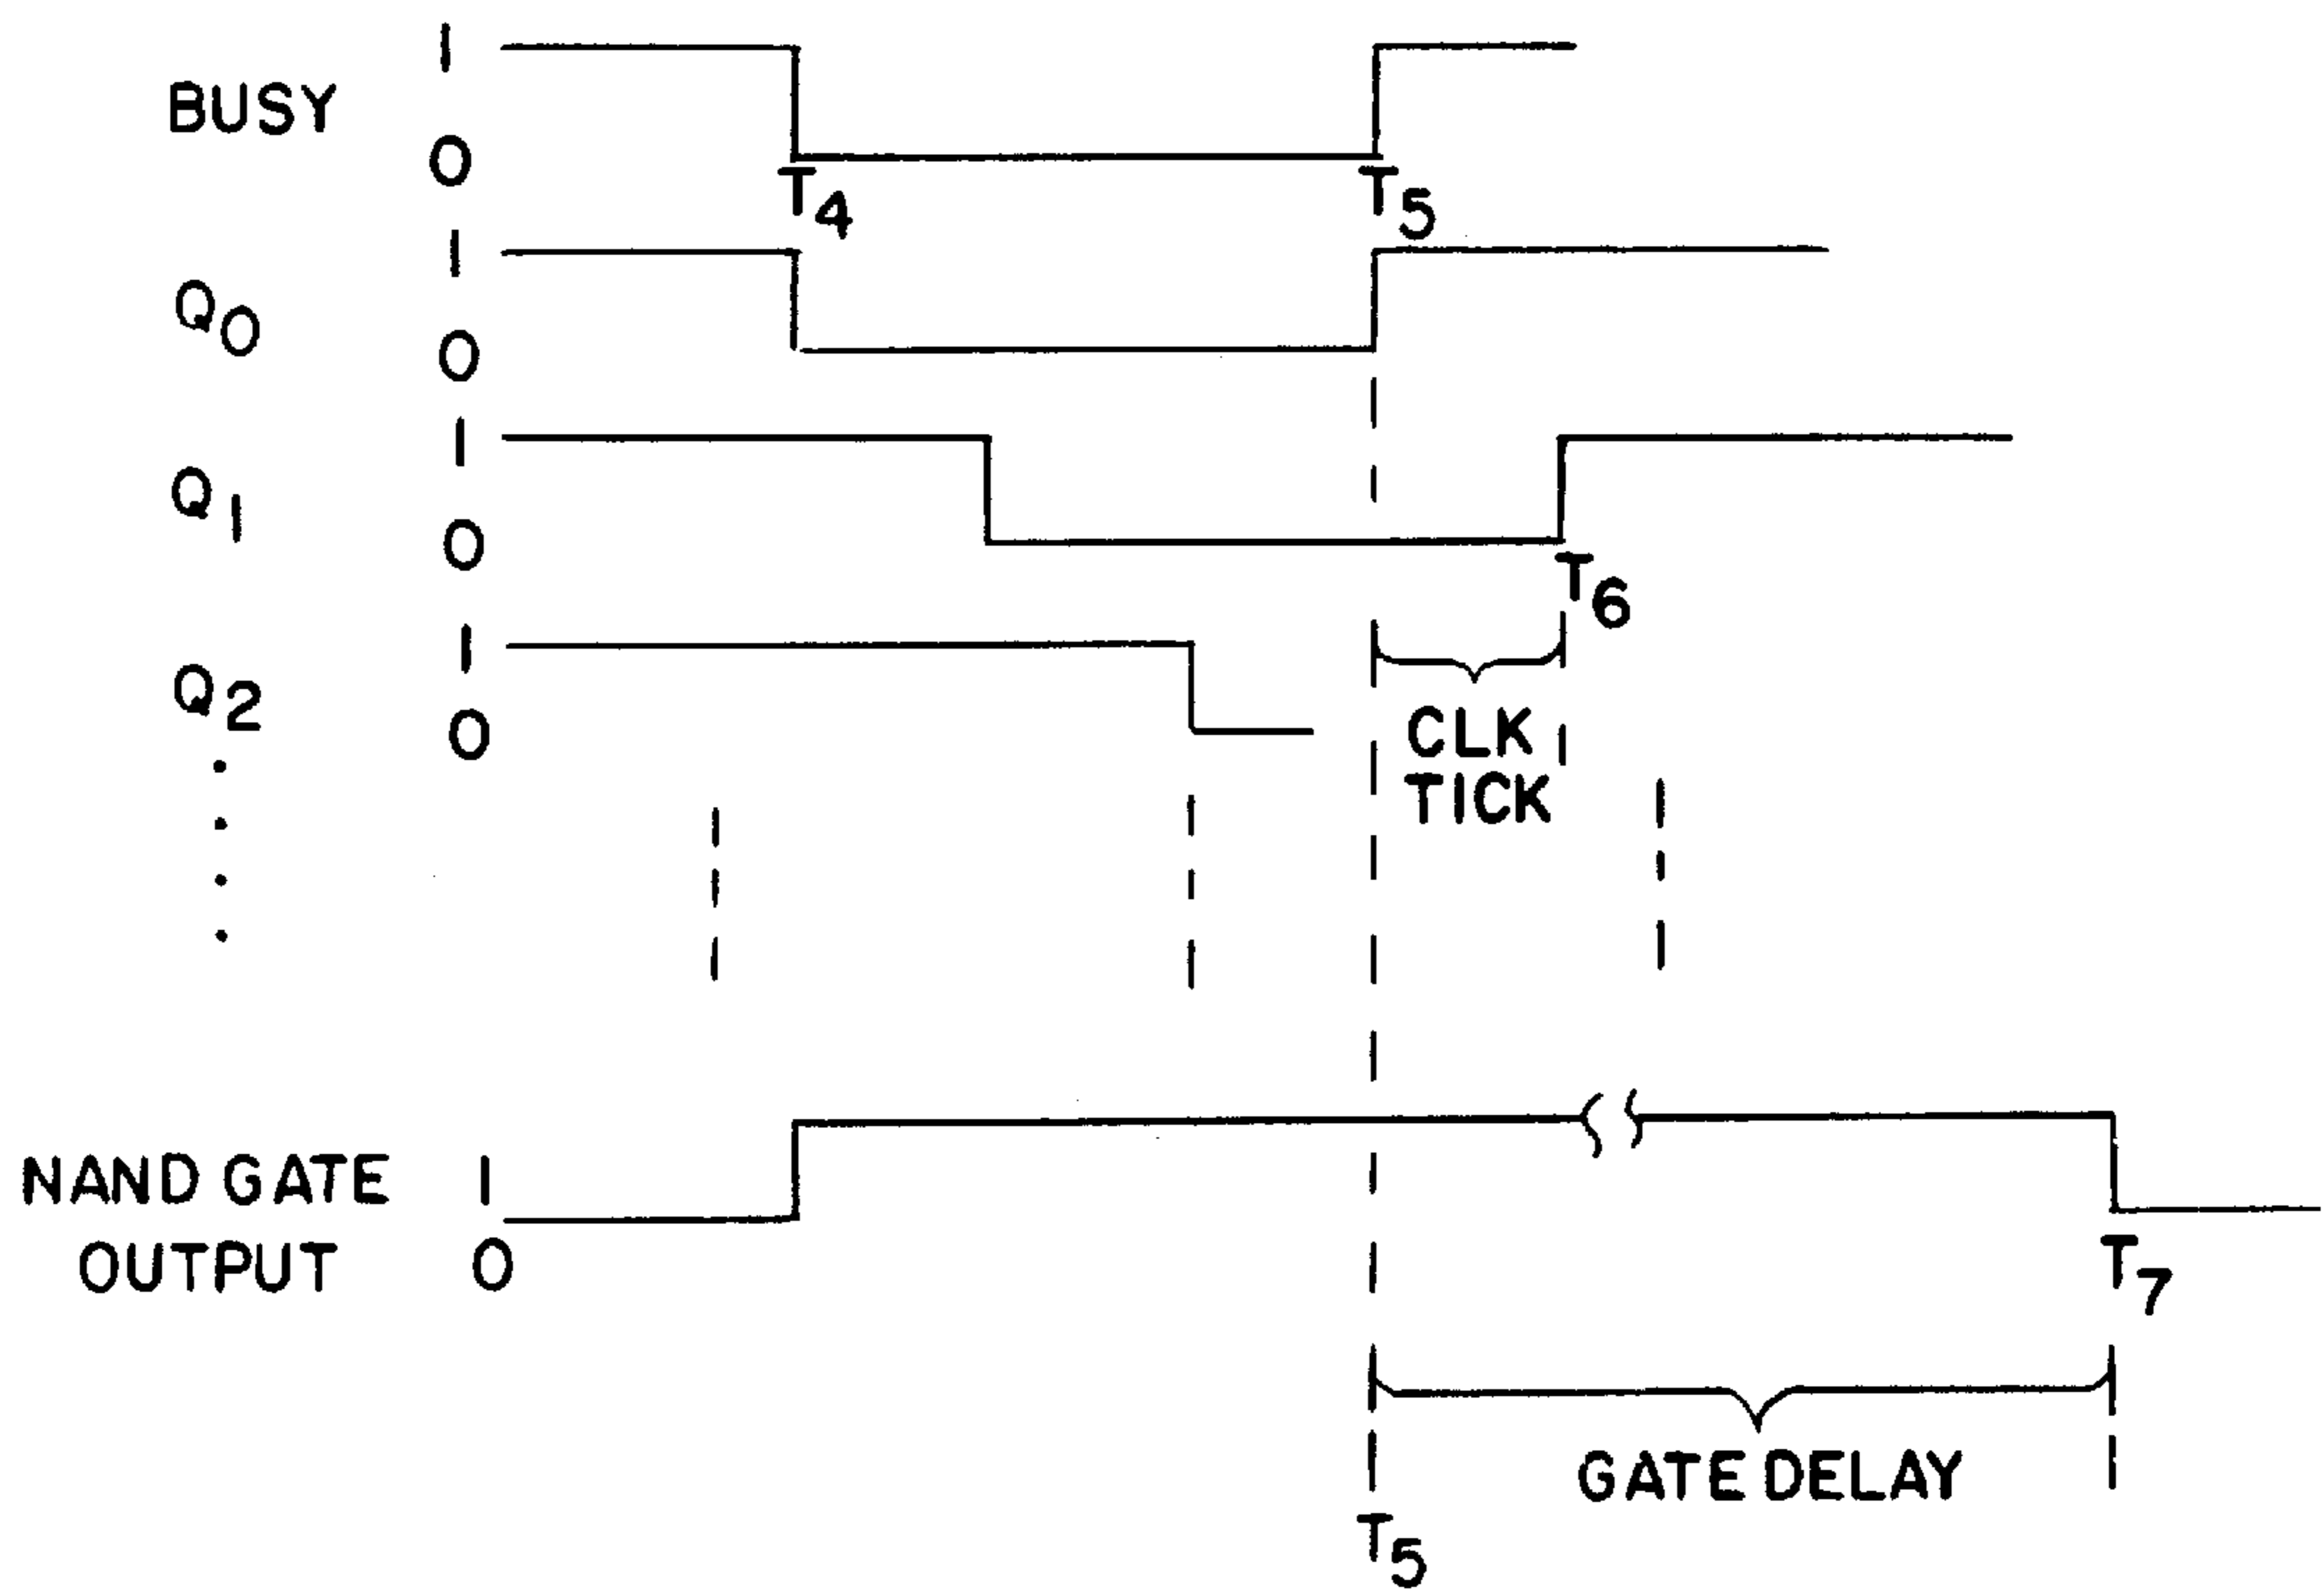 1
BUSY
0
T4
T5
1
Q0
0
1
Q1
0
T6
1
Q2
0
CLK
TICK
NAND GATE 1
OUTPUT 0
T7
GATE DELAY
T5